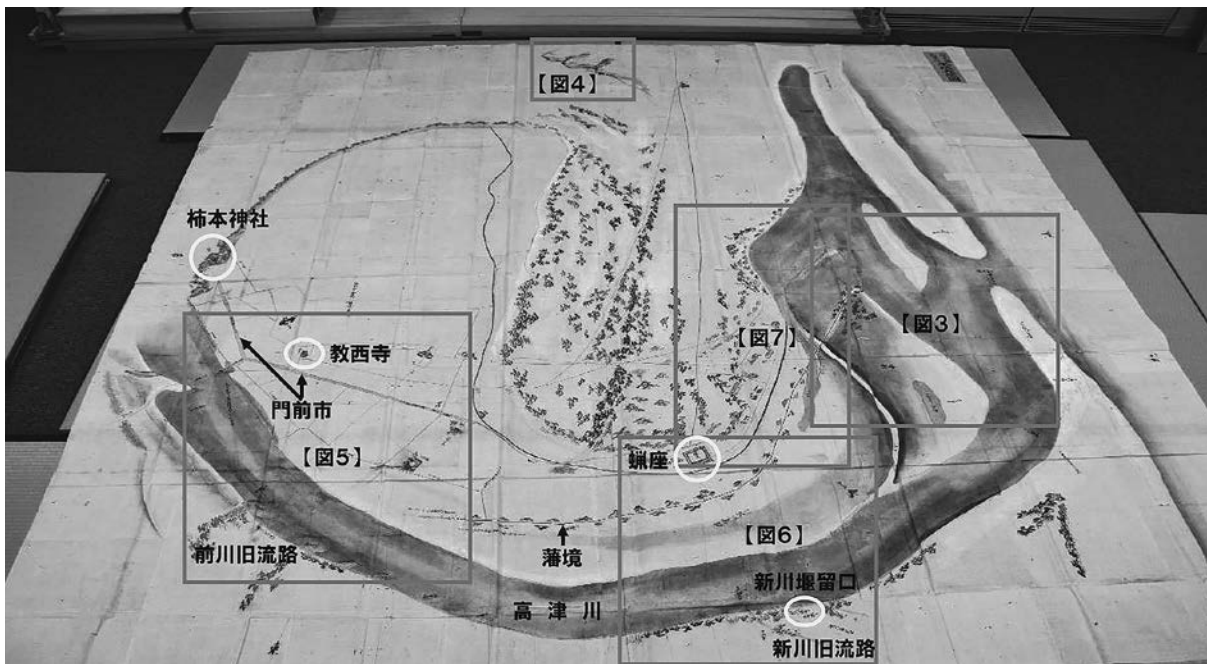 【図4】
柿本神社
【図7】
【図3】
教西寺
門前市
【図5】
蝋座
【図6】
前川旧流路
藩境
新川堰留口
高津川
新川旧流路